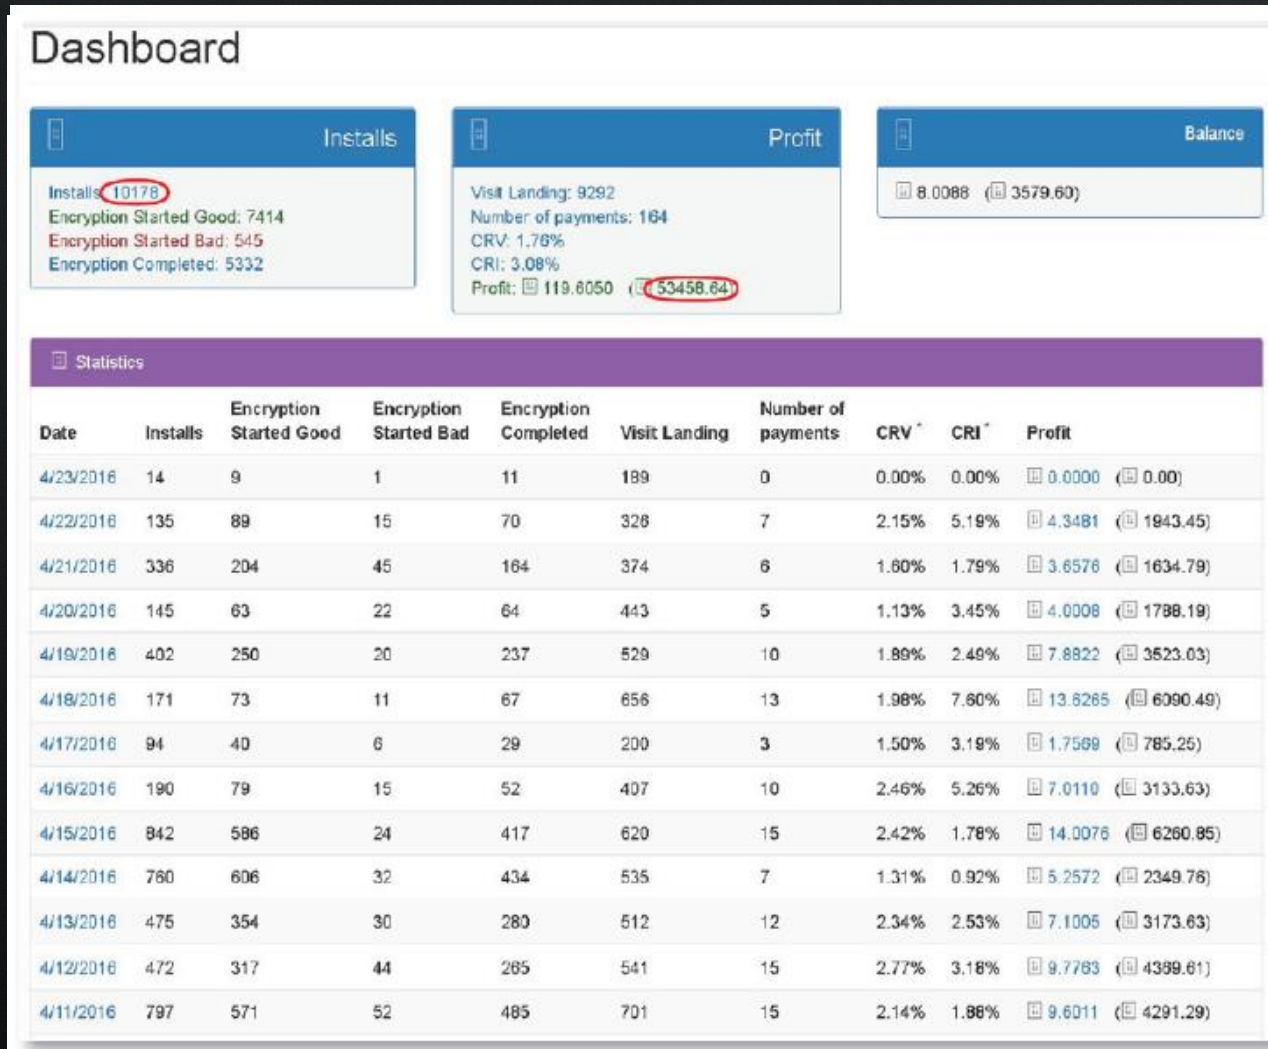 Dashboard
Installs
Installs 10178
Encryption Started Good: 7414
Encryption Started Bad: 545
Encryption Completed: 5332
Profit
Visit Landing: 9292
Number of payments: 164
CRV: 1.76%
CRI: 3.08%
Profit: 119.6050 (53458.64)
Balance
8.0088 (3579.60)
Statistics
Date Installs Encryption Started Good Encryption Started Bad Encryption Completed Visit Landing Number of payments CRV * CRI * Profit
4/23/2016 14 9 1 11 189 0 0.00% 0.00% 0.0000 (0.00)
4/22/2016 135 89 15 70 326 7 2.15% 5.19% 4.3481 (1943.45)
4/21/2016 336 204 45 164 374 6 1.60% 1.79% 3.6576 (1634.79)
4/20/2016 145 63 22 64 443 5 1.13% 3.45% 4.0008 (1788.19)
4/19/2016 402 250 20 237 529 10 1.89% 2.49% 7.8822 (3523.03)
4/18/2016 171 73 11 67 656 13 1.98% 7.60% 13.6265 (6090.49)
4/17/2016 94 40 6 29 200 3 1.50% 3.19% 1.7569 (785.25)
4/16/2016 190 79 15 52 407 10 2.46% 5.26% 7.0110 (3133.63)
4/15/2016 842 586 24 417 620 15 2.42% 1.78% 14.0076 (6260.85)
4/14/2016 760 606 32 434 535 7 1.31% 0.92% 5.2572 (2349.76)
4/13/2016 475 354 30 280 512 12 2.34% 2.53% 7.1005 (3173.63)
4/12/2016 472 317 44 265 541 15 2.77% 3.18% 9.7763 (4369.61)
4/11/2016 797 571 52 485 701 15 2.14% 1.88% 9.6011 (4291.29)